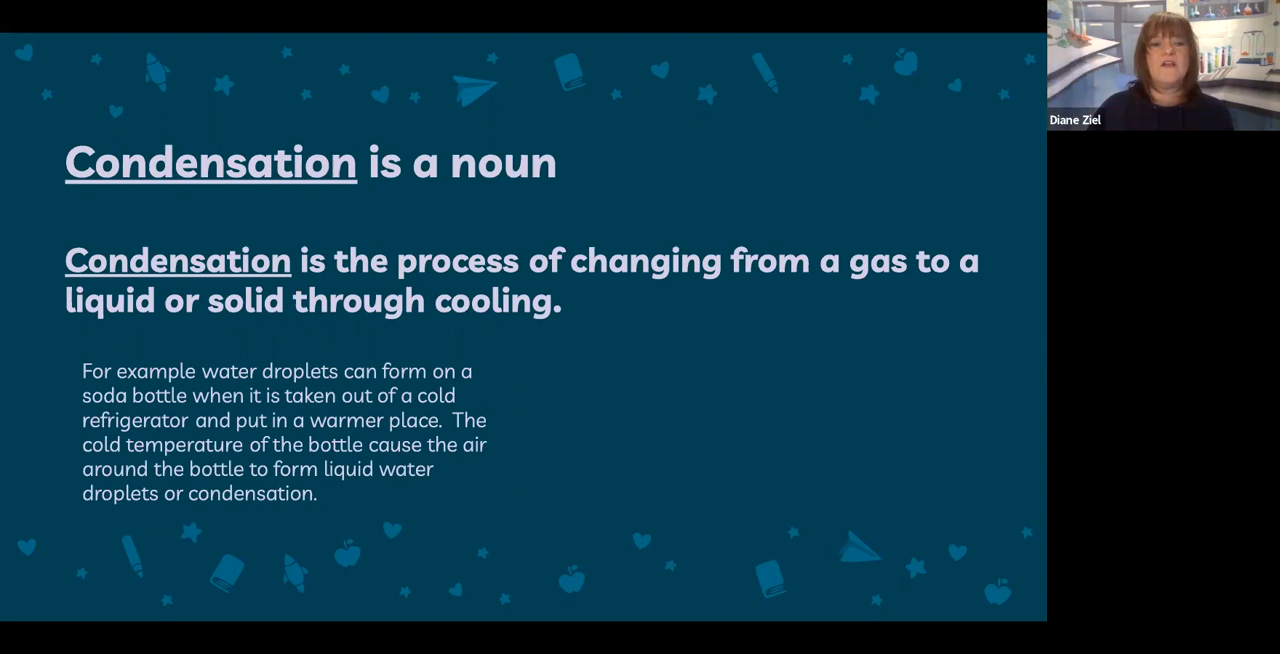 Condensation is a noun
Condensation is the process of changing from a gas to a
liquid or solid through cooling.
For example water droplets can form on a
soda bottle when it is taken out of a cold
refrigerator and put in a warmer place.  The
cold temperature of the bottle cause the air
around the bottle to form liquid water
droplets or condensation.
Diane Ziel